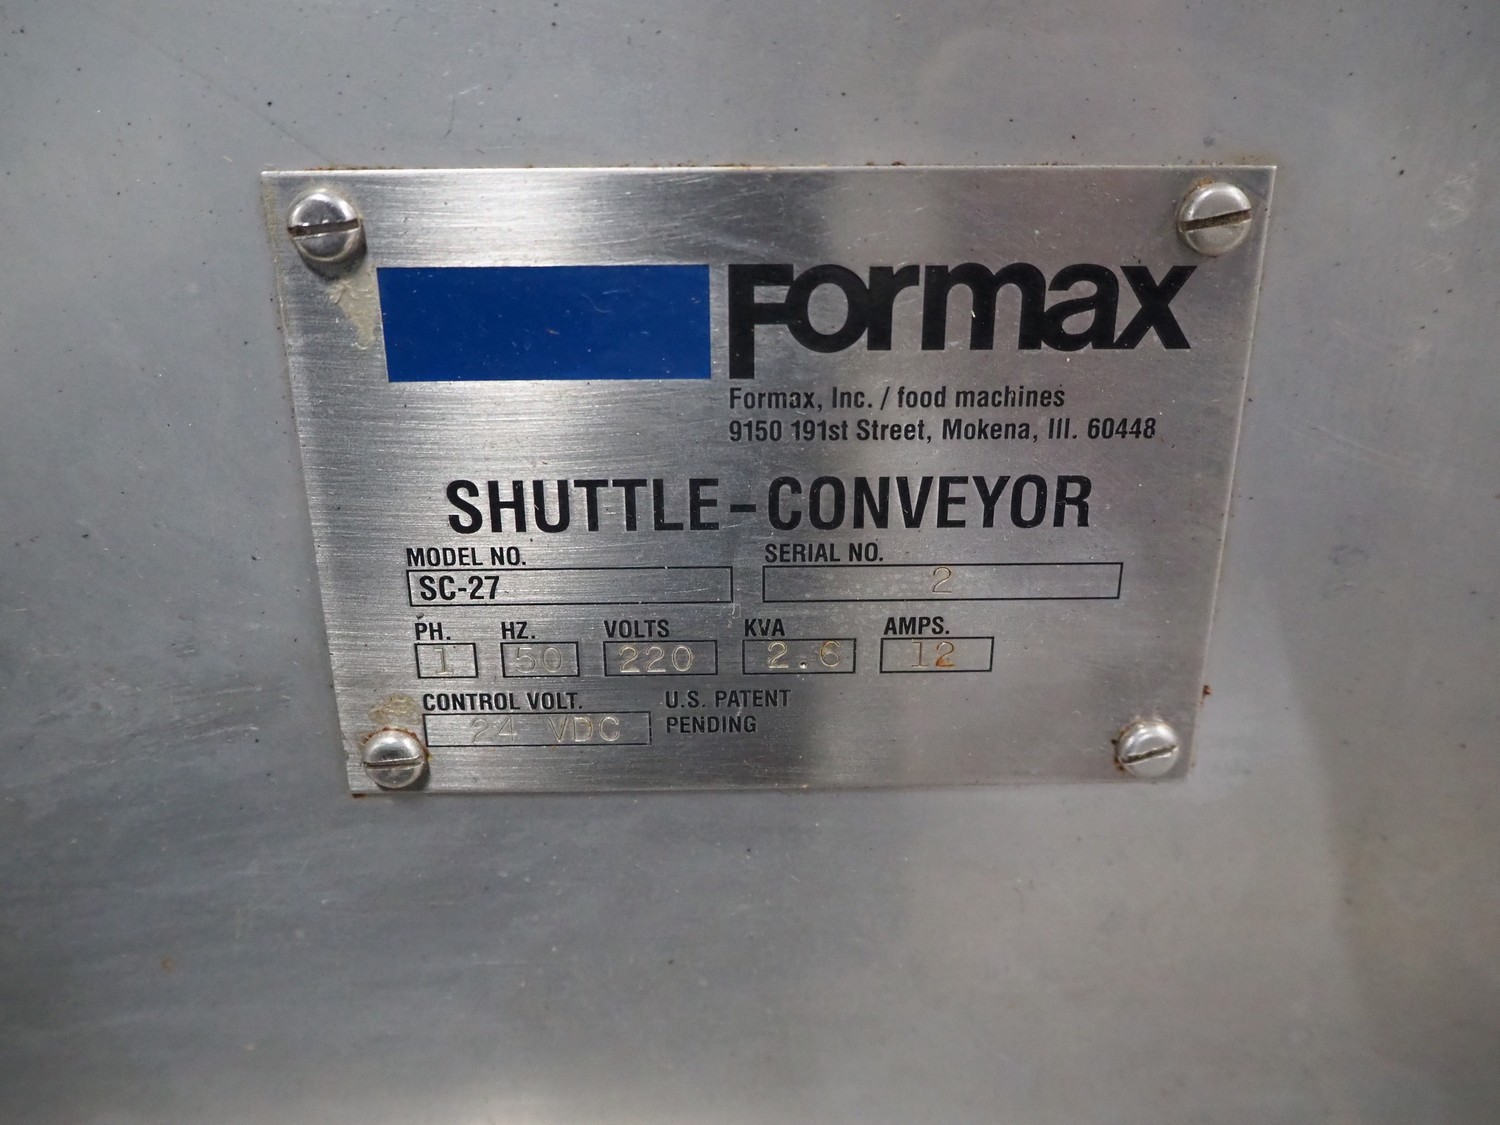 Formax
Formax, Inc. / food machines
9150 191st Street, Mokena, Ill. 60448
SHUTTLE-CONVEYOR
MODEL NO. SERIAL NO.
SC-27 2
PH. HZ. VOLTS KVA AMPS.
1 50 220 2.6 12
CONTROL VOLT. U.S. PATENT
24 VDC PENDING